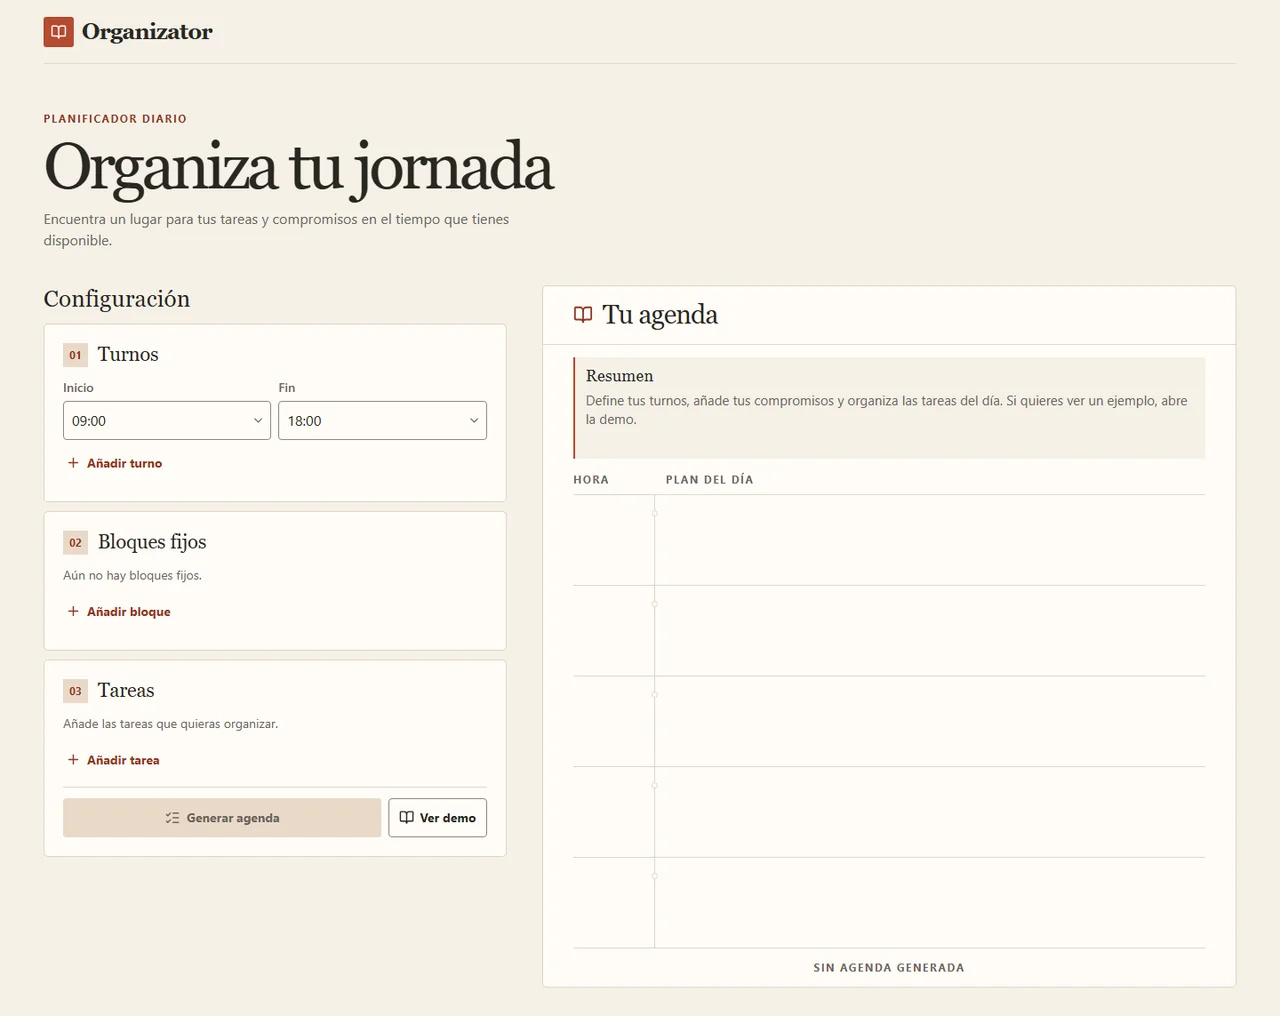 Organizator
PLANIFICADOR DIARIO
Organiza tu jornada
Encuentra un lugar para tus tareas y compromisos en el tiempo que tienes
disponible.
Configuración
01 Turnos
Inicio
Fin
09:00
18:00
+ Añadir turno
02 Bloques fijos
Aún no hay bloques fijos.
+ Añadir bloque
03 Tareas
Añade las tareas que quieras organizar.
+ Añadir tarea
Generar agenda
Ver demo
Tu agenda
Resumen
Define tus turnos, añade tus compromisos y organiza las tareas del día. Si quieres ver un ejemplo, abre
la demo.
HORA
PLAN DEL DÍA
SIN AGENDA GENERADA